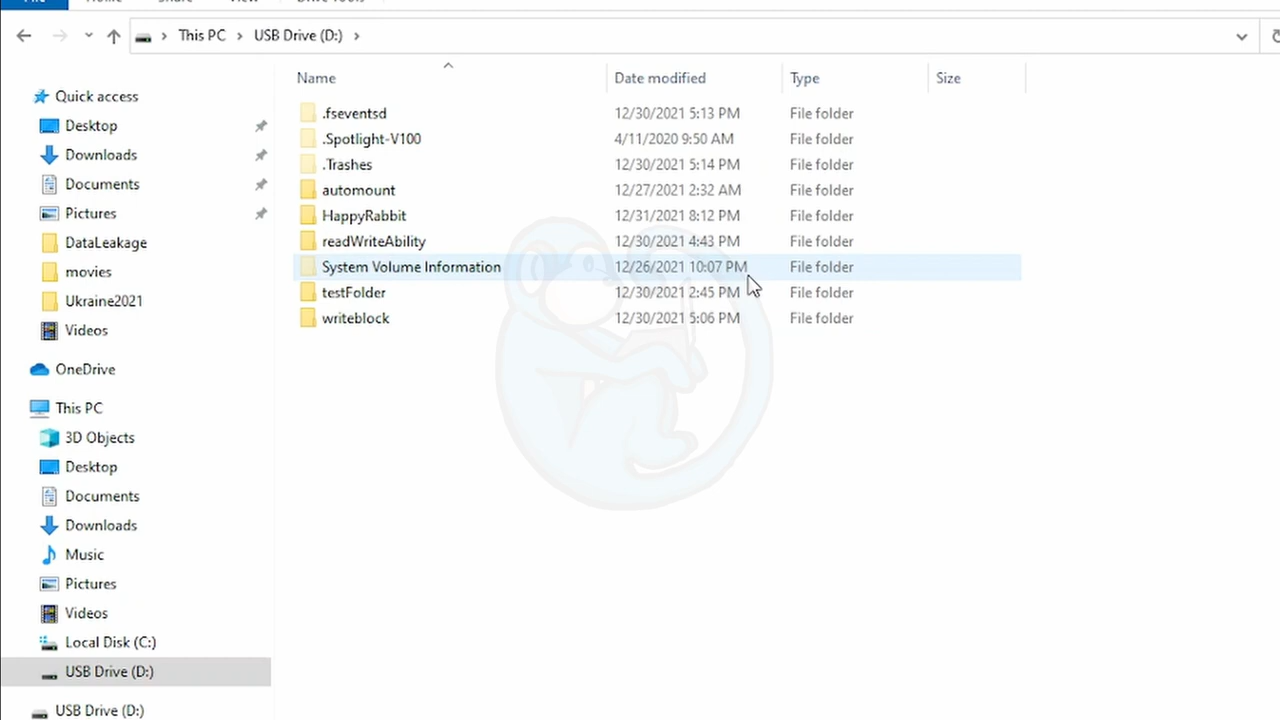 File Home Share View Drive Tools
This PC > USB Drive (D:) >
Name Date modified Type Size
.fseventsd 12/30/2021 5:13 PM File folder
.Spotlight-V100 4/11/2020 9:50 AM File folder
.Trashes 12/30/2021 5:14 PM File folder
automount 12/27/2021 2:32 AM File folder
HappyRabbit 12/31/2021 8:12 PM File folder
readWriteAbility 12/30/2021 4:43 PM File folder
System Volume Information 12/26/2021 10:07 PM File folder
testFolder 12/30/2021 2:45 PM File folder
writeblock 12/30/2021 5:06 PM File folder
Quick access
Desktop
Downloads
Documents
Pictures
DataLeakage
movies
Ukraine2021
Videos
OneDrive
This PC
3D Objects
Desktop
Documents
Downloads
Music
Pictures
Videos
Local Disk (C:)
USB Drive (D:)
USB Drive (D:)